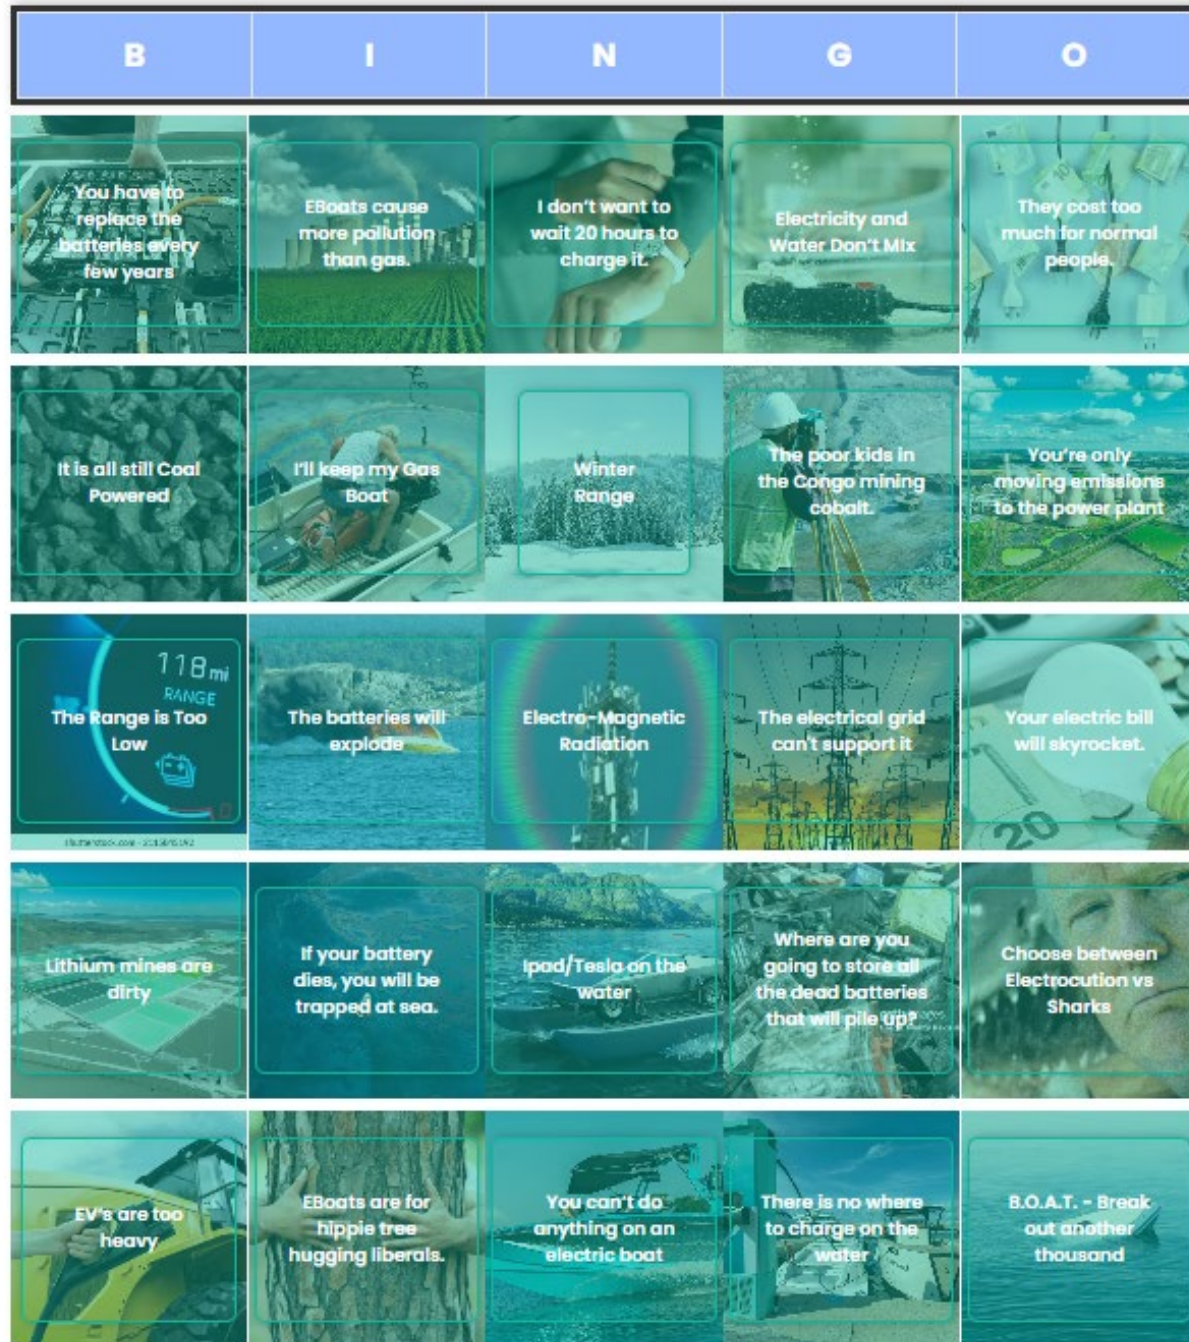 B I N G O
You have to
replace the
batteries every
few years
EBoats cause
more pollution
than gas.
I don't want to
wait 20 hours to
charge it.
Electricity and
Water Don't MIx
They cost too
much for normal
people.
It is all still Coal
Powered
I'll keep my Gas
Boat
Winter
Range
The poor kids in
the Congo mining
cobalt.
You're only
moving emissions
to the power plant
118 mi
RANGE
The Range is Too
Low
The batteries will
explode
Electro-Magnetic
Radiation
The electrical grid
can't support it
Your electric bill
will skyrocket.
20
Lithium mines are
dirty
If your battery
dies, you will be
trapped at sea.
Ipad/Tesla on the
water
Where are you
going to store all
the dead batteries
that will pile up?
Choose between
Electrocution vs
Sharks
EV's are too
heavy
EBoats are for
hippie tree
hugging liberals.
You can't do
anything on an
electric boat
There is no where
to charge on the
water
B.O.A.T. - Break
out another
thousand